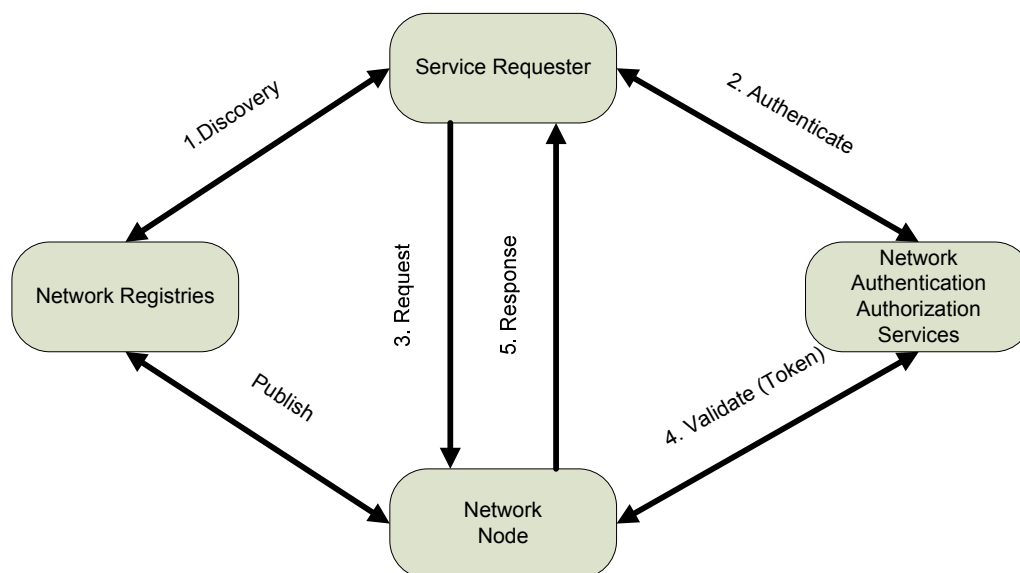 Service Requester
1.Discovery
2. Authenticate
Network Registries
3. Request
5. Response
Network
Authentication
Authorization
Services
Publish
4. Validate (Token)
Network
Node